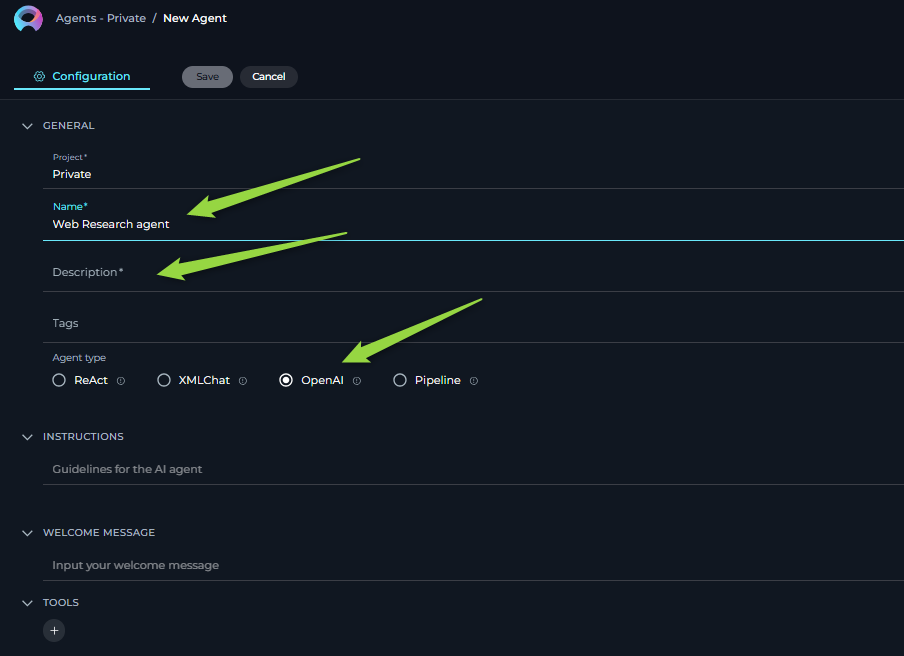 Agents - Private / New Agent
Configuration Save Cancel
GENERAL
Project*
Private
Name*
Web Research agent
Description*
Tags
Agent type
ReAct XMLChat OpenAI Pipeline
INSTRUCTIONS
Guidelines for the AI agent
WELCOME MESSAGE
Input your welcome message
TOOLS
+